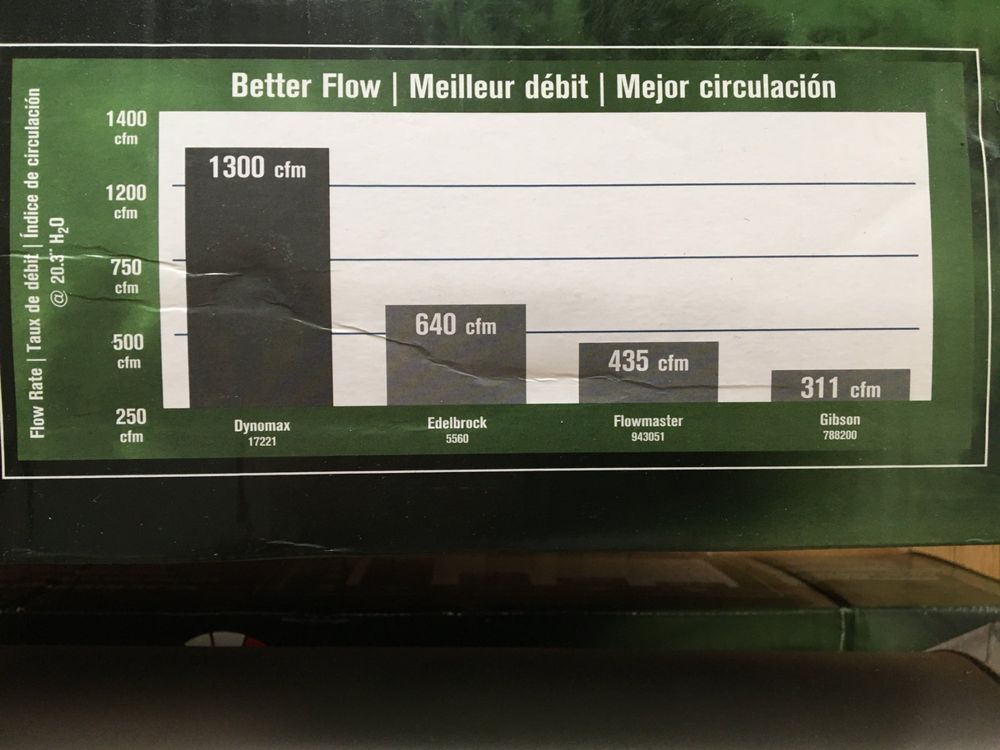 Better Flow | Meilleur débit | Mejor circulación
Flow Rate | Taux de débit | Índice de circulación
@ 20.3" H₂O
1400
cfm
1200
cfm
750
cfm
500
cfm
250
cfm
1300 cfm
640 cfm
435 cfm
311 cfm
Dynomax
17221
Edelbrock
5560
Flowmaster
943051
Gibson
788200